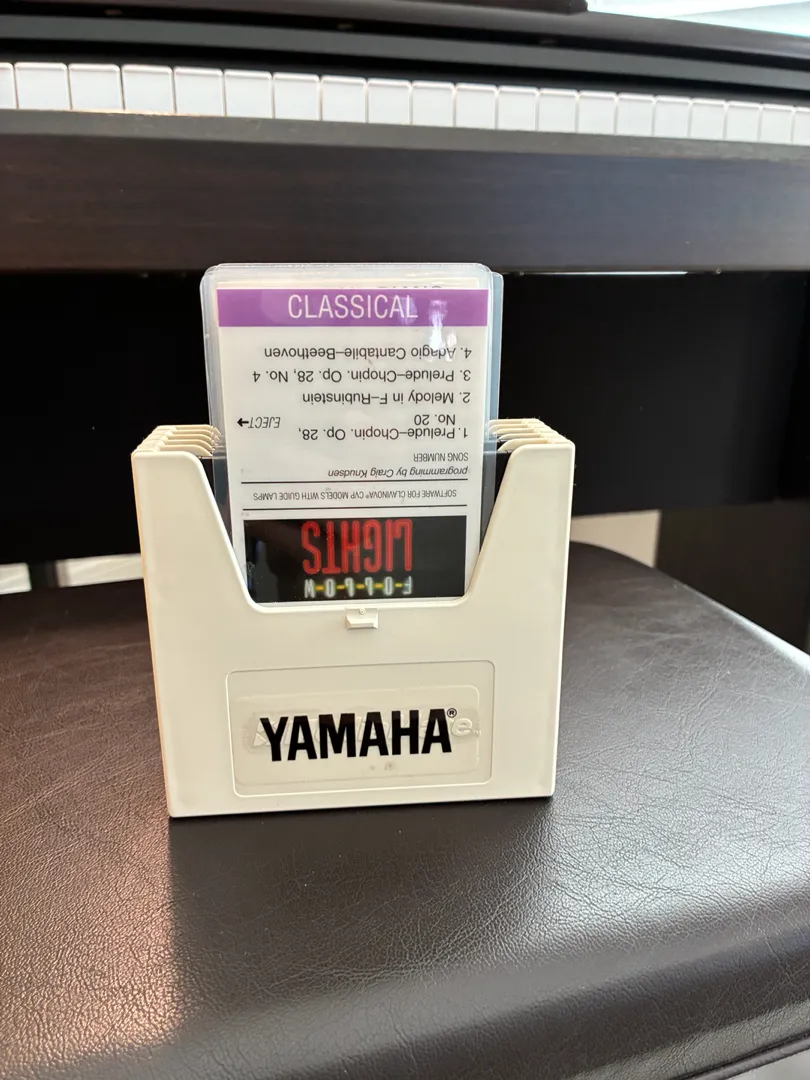 CLASSICAL
F-O-L-L-O-W
LIGHTS
SOFTWARE FOR CLAVINOVA® CVP MODELS WITH GUIDE LAMPS
programming by Craig Knudsen
SONG NUMBER
1. Prelude–Chopin. Op. 28,
EJECT No. 20
2. Melody in F–Rubinstein
3. Prelude–Chopin. Op. 28, No. 4
4. Adagio Cantabile–Beethoven
YAMAHA®